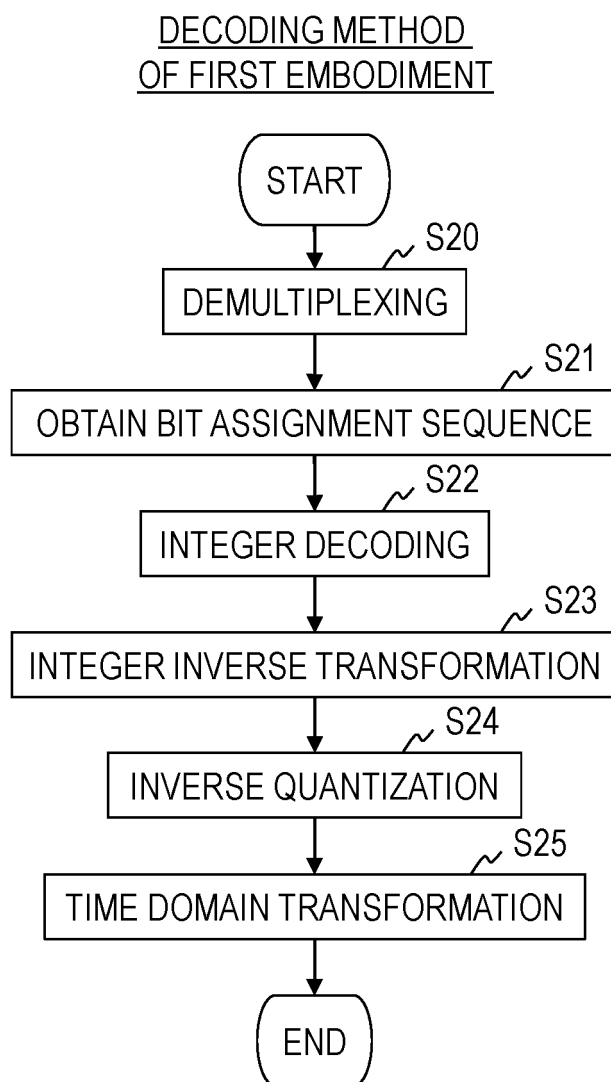 DECODING METHOD
OF FIRST EMBODIMENT
START
S20
DEMULTIPLEXING
S21
OBTAIN BIT ASSIGNMENT SEQUENCE
S22
INTEGER DECODING
S23
INTEGER INVERSE TRANSFORMATION
S24
INVERSE QUANTIZATION
S25
TIME DOMAIN TRANSFORMATION
END